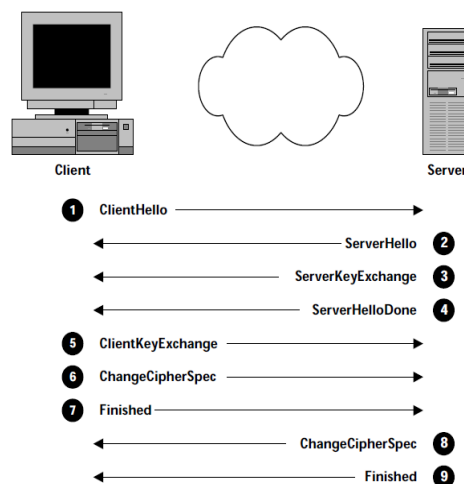 Client
Server
1 ClientHello
ServerHello 2
ServerKeyExchange 3
ServerHelloDone 4
5 ClientKeyExchange
6 ChangeCipherSpec
7 Finished
ChangeCipherSpec 8
Finished 9